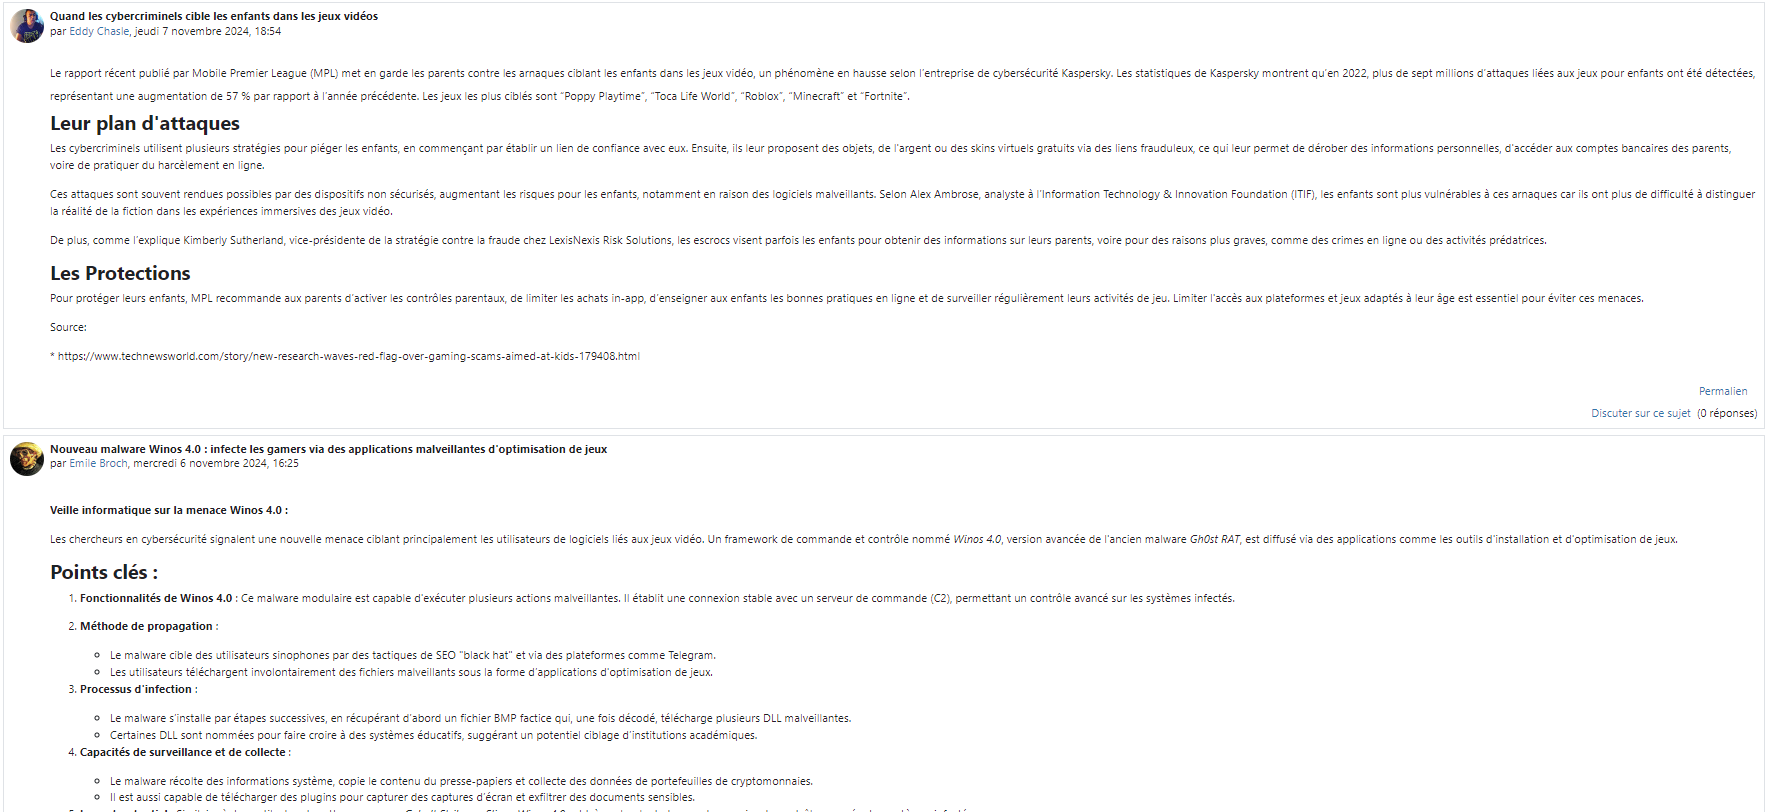 Quand les cybercriminels cible les enfants dans les jeux vidéos
par Eddy Chasle, jeudi 7 novembre 2024, 18:54
Le rapport récent publié par Mobile Premier League (MPL) met en garde les parents contre les arnaques ciblant les enfants dans les jeux vidéo, un phénomène en hausse selon l'entreprise de cybersécurité Kaspersky. Les statistiques de Kaspersky montrent qu'en 2022, plus de sept millions d'attaques liées aux jeux pour enfants ont été détectées,
représentant une augmentation de 57 % par rapport à l'année précédente. Les jeux les plus ciblés sont "Poppy Playtime", "Toca Life World", "Roblox", "Minecraft" et "Fortnite".
Leur plan d'attaques
Les cybercriminels utilisent plusieurs stratégies pour piéger les enfants, en commençant par établir un lien de confiance avec eux. Ensuite, ils leur proposent des objets, de l'argent ou des skins virtuels gratuits via des liens frauduleux, ce qui leur permet de dérober des informations personnelles, d'accéder aux comptes bancaires des parents,
voire de pratiquer du harcèlement en ligne.
Ces attaques sont souvent rendues possibles par des dispositifs non sécurisés, augmentant les risques pour les enfants, notamment en raison des logiciels malveillants. Selon Alex Ambrose, analyste à l'Information Technology & Innovation Foundation (ITIF), les enfants sont plus vulnérables à ces arnaques car ils ont plus de difficulté à distinguer
la réalité de la fiction dans les expériences immersives des jeux vidéo.
De plus, comme l'explique Kimberly Sutherland, vice-présidente de la stratégie contre la fraude chez LexisNexis Risk Solutions, les escrocs visent parfois les enfants pour obtenir des informations sur leurs parents, voire pour des raisons plus graves, comme des crimes en ligne ou des activités prédatrices.
Les Protections
Pour protéger leurs enfants, MPL recommande aux parents d'activer les contrôles parentaux, de limiter les achats in-app, d'enseigner aux enfants les bonnes pratiques en ligne et de surveiller régulièrement leurs activités de jeu. Limiter l'accès aux plateformes et jeux adaptés à leur âge est essentiel pour éviter ces menaces.
Source:
* https://www.technewsworld.com/story/new-research-waves-red-flag-over-gaming-scams-aimed-at-kids-179408.html
Permalien
Discuter sur ce sujet (0 réponses)
Nouveau malware Winos 4.0 : infecte les gamers via des applications malveillantes d'optimisation de jeux
par Emile Broch, mercredi 6 novembre 2024, 16:25
Veille informatique sur la menace Winos 4.0 :
Les chercheurs en cybersécurité signalent une nouvelle menace ciblant principalement les utilisateurs de logiciels liés aux jeux vidéo. Un framework de commande et contrôle nommé Winos 4.0, version avancée de l'ancien malware Gh0st RAT, est diffusé via des applications comme les outils d'installation et d'optimisation de jeux.
Points clés :
1. Fonctionnalités de Winos 4.0 : Ce malware modulaire est capable d'exécuter plusieurs actions malveillantes. Il établit une connexion stable avec un serveur de commande (C2), permettant un contrôle avancé sur les systèmes infectés.
2. Méthode de propagation :
Le malware cible des utilisateurs sinophones par des tactiques de SEO "black hat" et via des plateformes comme Telegram.
Les utilisateurs téléchargent involontairement des fichiers malveillants sous la forme d'applications d'optimisation de jeux.
3. Processus d'infection :
Le malware s'installe par étapes successives, en récupérant d'abord un fichier BMP factice qui, une fois décodé, télécharge plusieurs DLL malveillantes.
Certaines DLL sont nommées pour faire croire à des systèmes éducatifs, suggérant un potentiel ciblage d'institutions académiques.
4. Capacités de surveillance et de collecte :
Le malware récolte des informations système, copie le contenu du presse-papiers et collecte des données de portefeuilles de cryptomonnaies.
Il est aussi capable de télécharger des plugins pour capturer des captures d'écran et exfiltrer des documents sensibles.